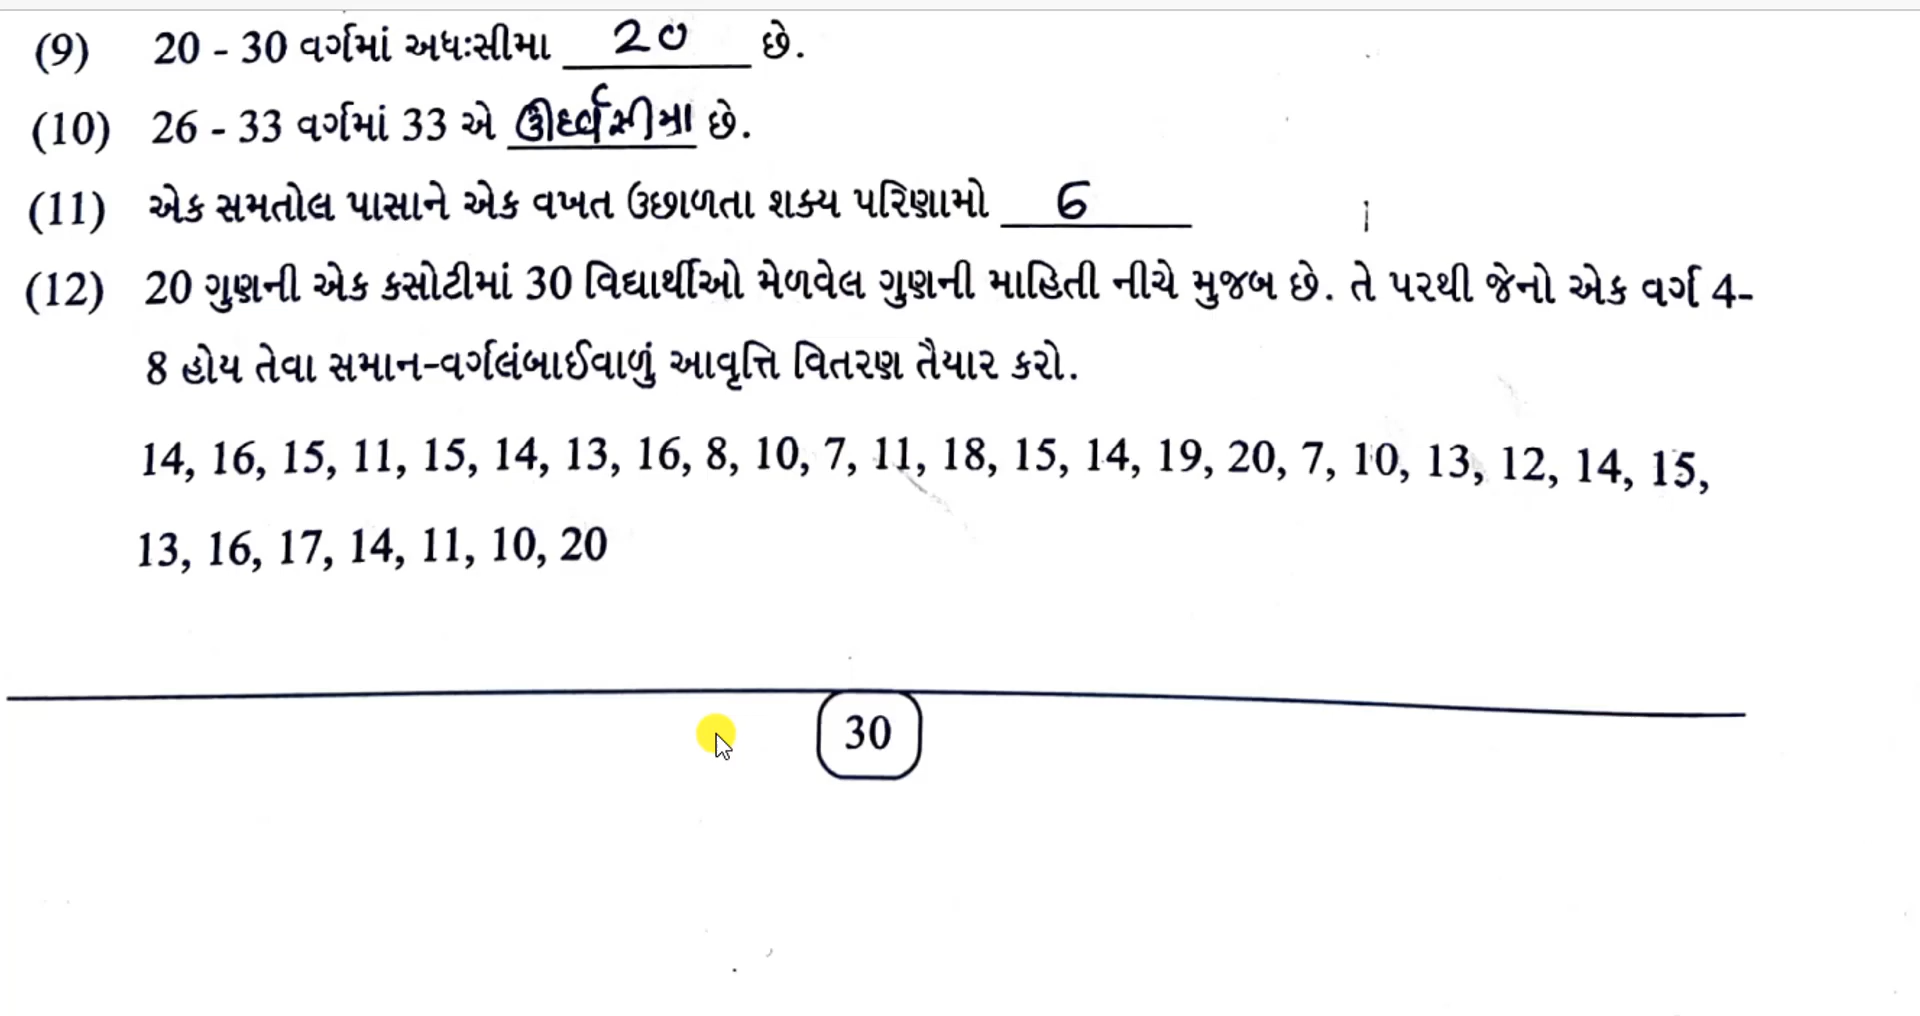 (9) 20 - 30 વર્ગમાં અધઃસીમા 20 છે.
(10) 26 - 33 વર્ગમાં 33 એ ઊર્ધ્વસીમા છે.
(11) એક સમતોલ પાસાને એક વખત ઉછાળતા શક્ય પરિણામો 6
(12) 20 ગુણની એક કસોટીમાં 30 વિદ્યાર્થીઓ મેળવેલ ગુણની માહિતી નીચે મુજબ છે. તે પરથી જેનો એક વર્ગ 4-
8 હોય તેવા સમાન-વર્ગલંબાઈવાળું આવૃત્તિ વિતરણ તૈયાર કરો.
14, 16, 15, 11, 15, 14, 13, 16, 8, 10, 7, 11, 18, 15, 14, 19, 20, 7, 10, 13, 12, 14, 15,
13, 16, 17, 14, 11, 10, 20
30